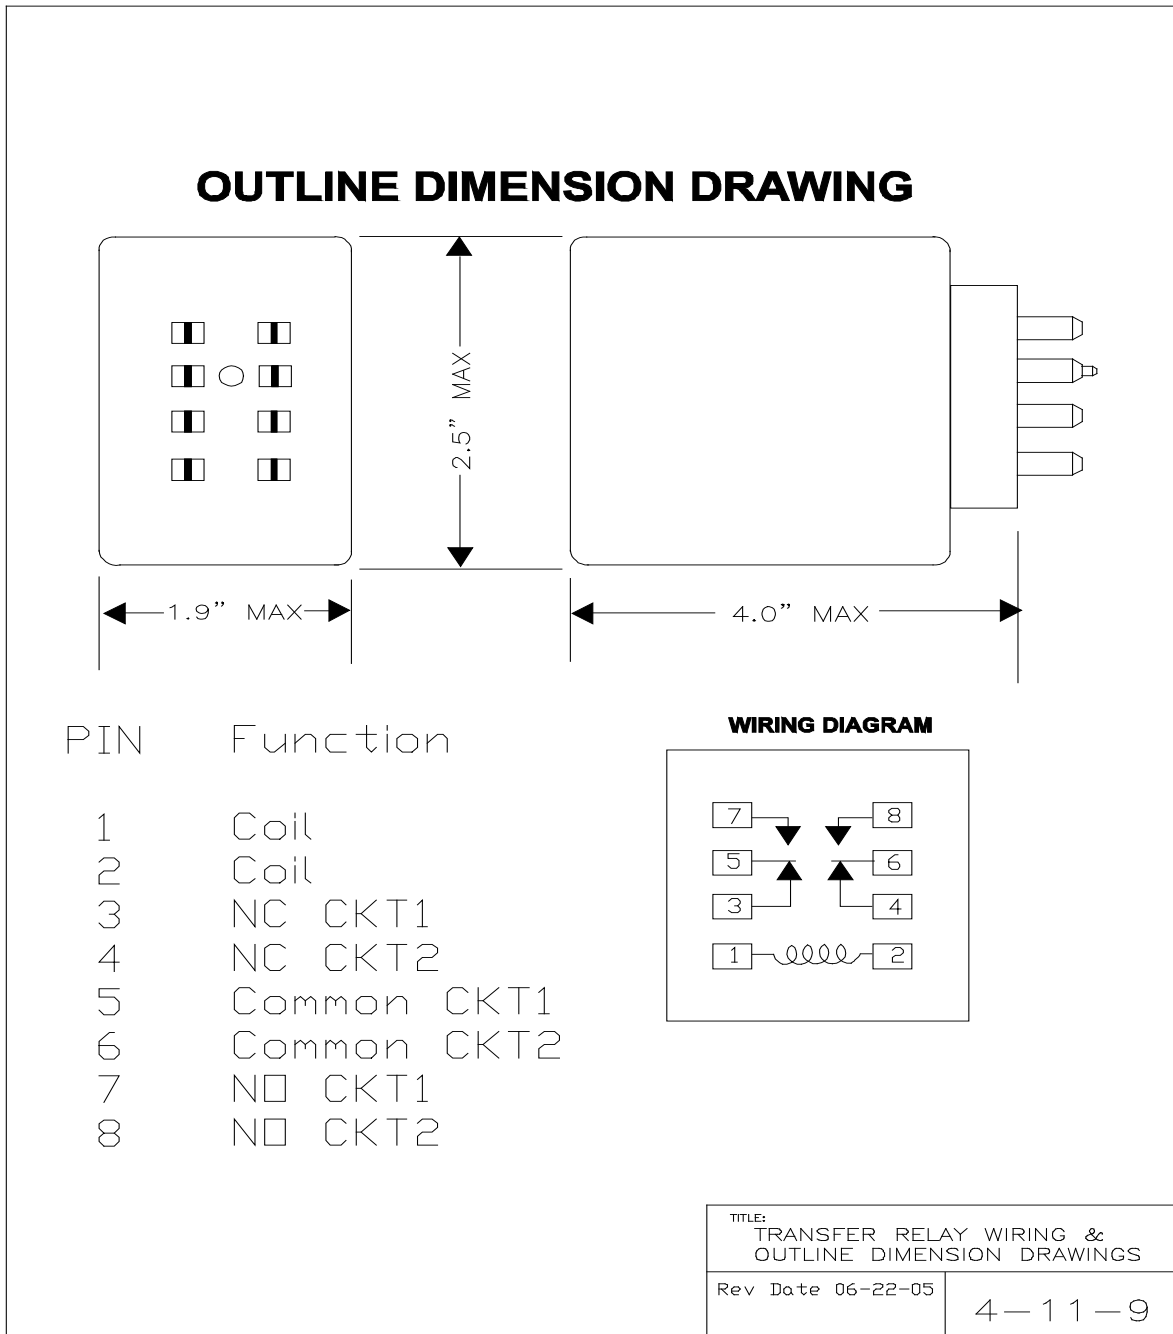 OUTLINE DIMENSION DRAWING
2.5” MAX
1.9” MAX
4.0” MAX
PIN Function
1 Coil
2 Coil
3 NC CKT1
4 NC CKT2
5 Common CKT1
6 Common CKT2
7 NO CKT1
8 NO CKT2
WIRING DIAGRAM
7 8
5 6
3 4
1 2
TITLE:
TRANSFER RELAY WIRING &
OUTLINE DIMENSION DRAWINGS
Rev Date 06-22-05
4-11-9